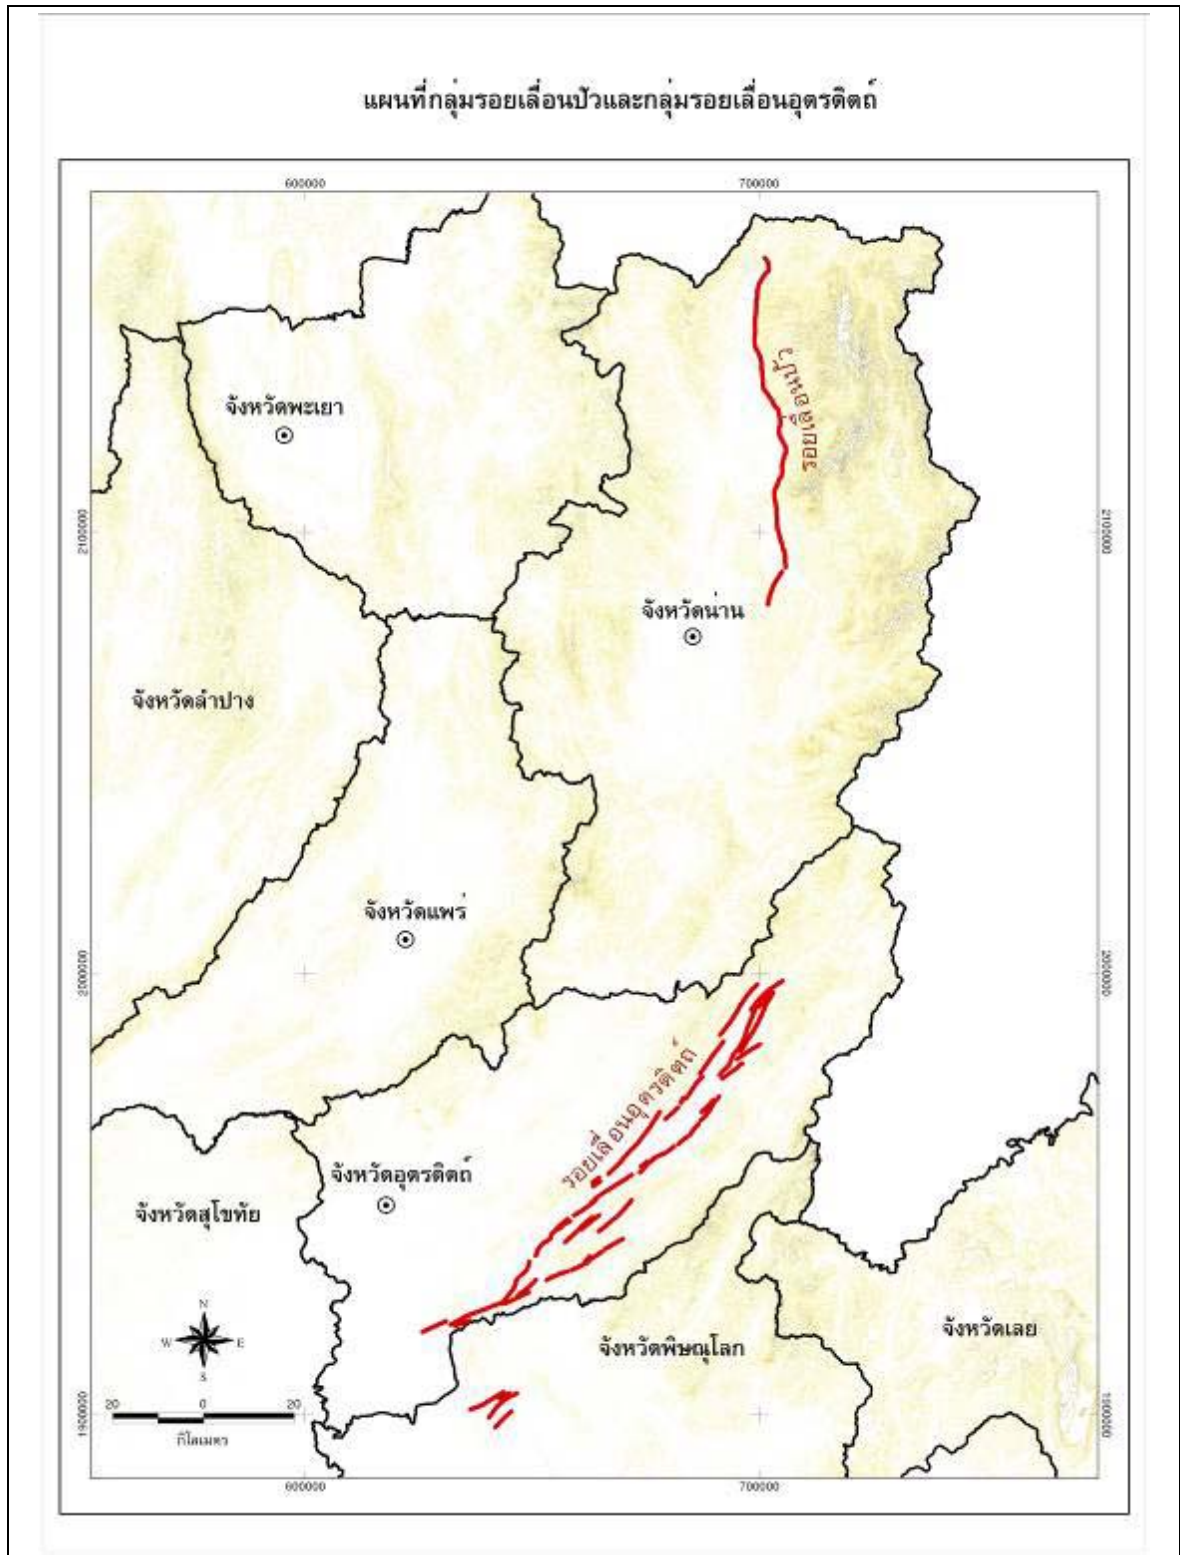 แผนที่กลุ่มรอยเลื่อนปัวและกลุ่มรอยเลื่อนอุตรดิตถ์
600000
700000
รอยเลื่อนปัว
จังหวัดพะเยา
2100000
2100000
จังหวัดน่าน
จังหวัดลำปาง
จังหวัดแพร่
2000000
2000000
รอยเลื่อนอุตรดิตถ์
จังหวัดอุตรดิตถ์
จังหวัดสุโขทัย
N
W E
S
จังหวัดเลย
จังหวัดพิษณุโลก
20 0 20
กิโลเมตร
1900000
1900000
600000
700000